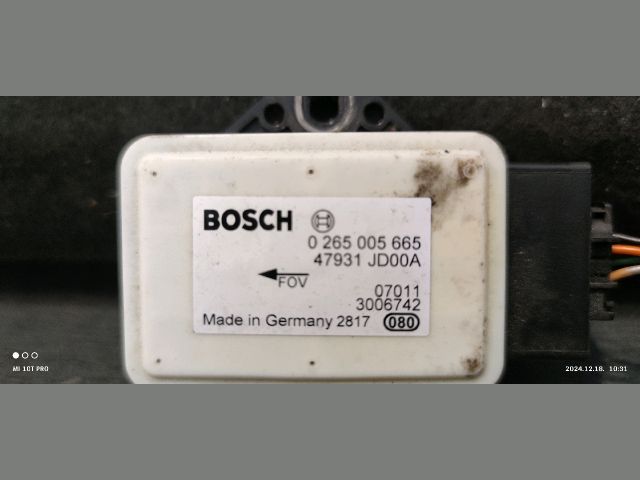 BOSCH
0 265 005 665
47931 JD00A
FOV
07011
3006742
Made in Germany 2817 080
MI 10T PRO
2024.12.18. 10:31